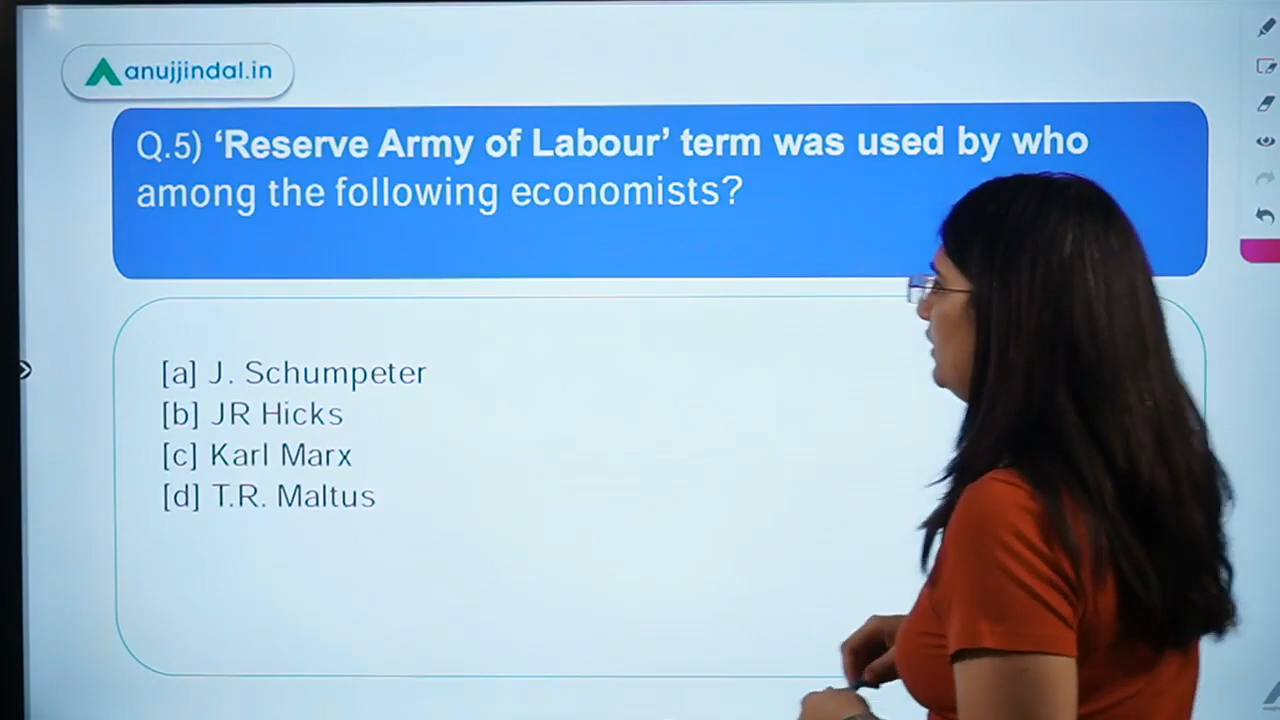 anujjindal.in
Q.5) ‘Reserve Army of Labour’ term was used by who
among the following economists?
[a] J. Schumpeter
[b] JR Hicks
[c] Karl Marx
[d] T.R. Maltus